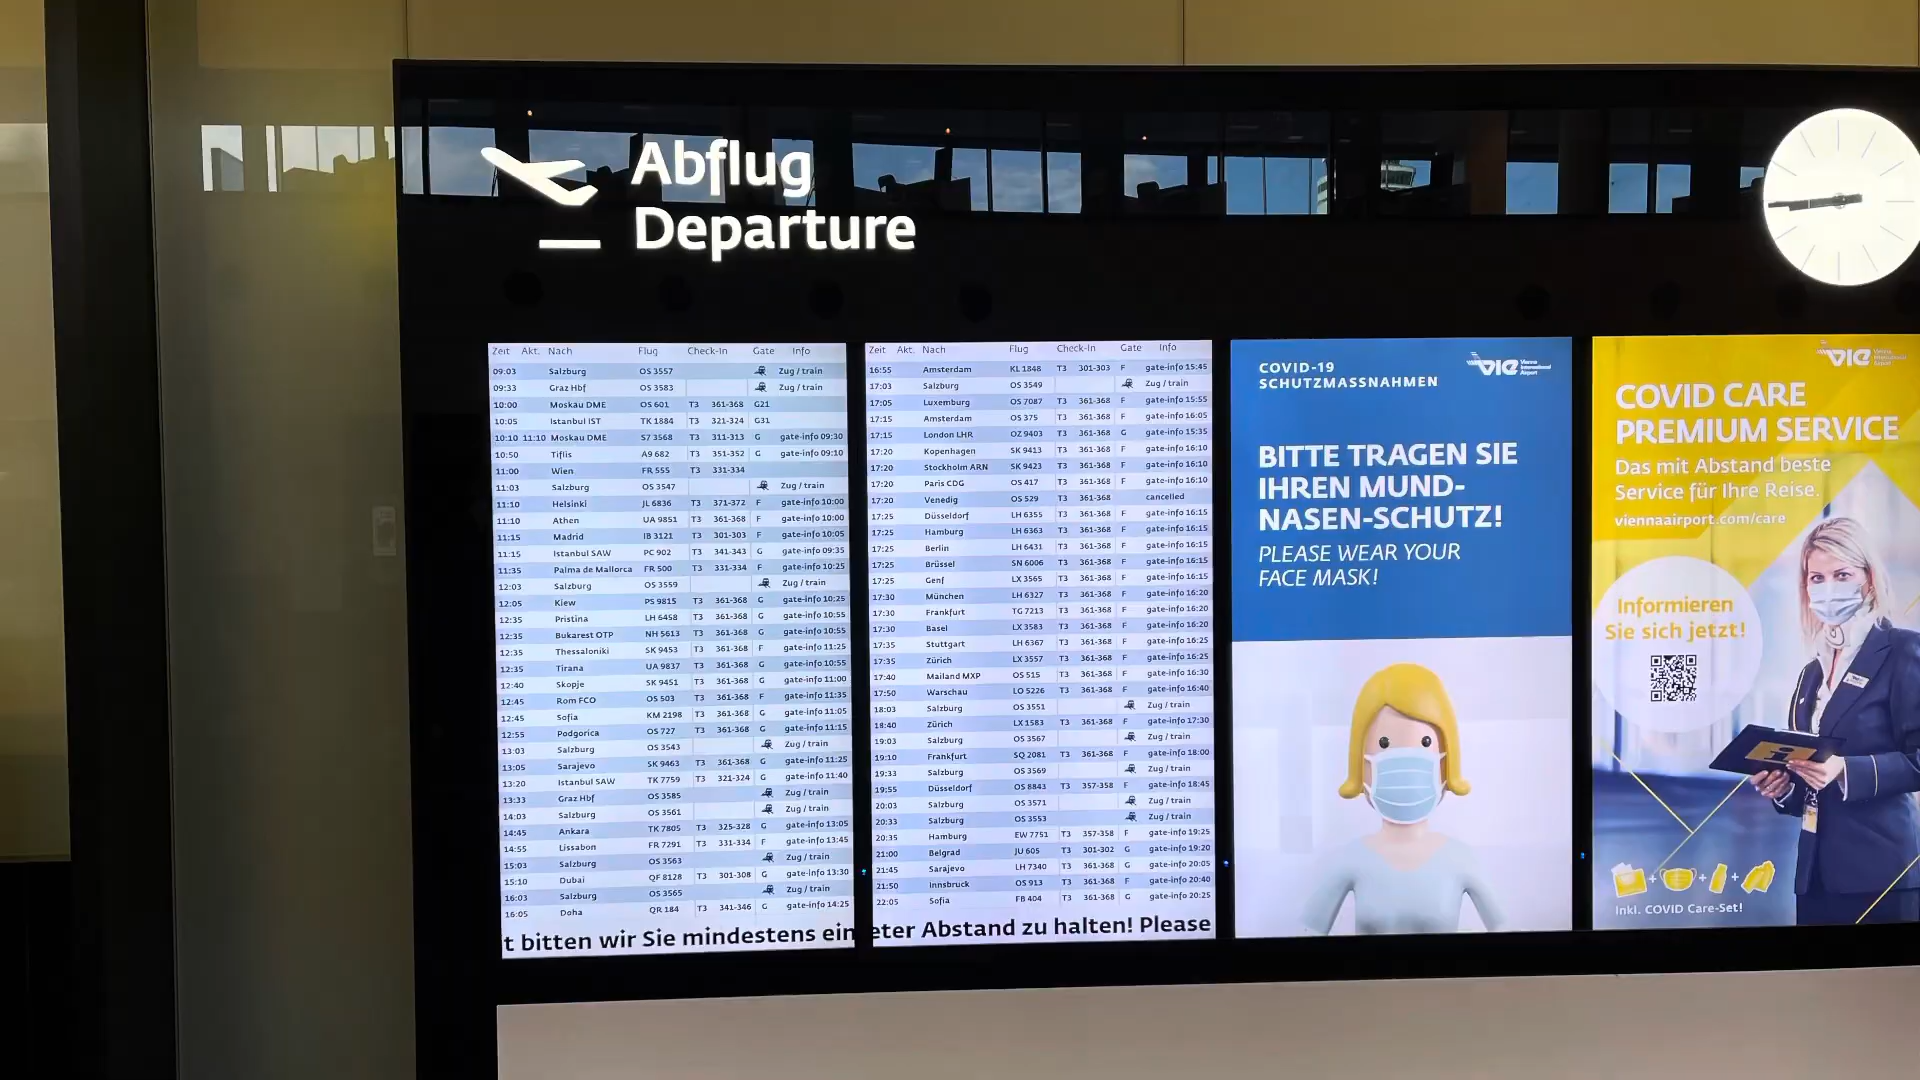 Abflug
Departure
Zeit Akt. Nach Flug Check-In Gate Info
09:03 Salzburg OS 3557 Zug / train
09:33 Graz Hbf OS 3583 Zug / train
10:00 Moskau DME OS 601 T3 361-368 G21
10:05 Istanbul IST TK 1884 T3 321-324 G31
10:10 11:10 Moskau DME S7 3568 T3 311-313 G gate-info 09:30
10:50 Tiflis A9 682 T3 351-352 G gate-info 09:10
11:00 Wien FR 555 T3 331-334
11:03 Salzburg OS 3547 Zug / train
11:10 Helsinki JL 6836 T3 371-372 F gate-info 10:00
11:10 Athen UA 9851 T3 361-368 F gate-info 10:00
11:15 Madrid IB 3121 T3 301-303 F gate-info 10:05
11:15 Istanbul SAW PC 902 T3 341-343 G gate-info 09:35
11:35 Palma de Mallorca FR 500 T3 331-334 F gate-info 10:25
12:03 Salzburg OS 3559 Zug / train
12:05 Kiew PS 9815 T3 361-368 G gate-info 10:25
12:35 Pristina LH 6458 T3 361-368 G gate-info 10:55
12:35 Bukarest OTP NH 5613 T3 361-368 G gate-info 10:55
12:35 Thessaloniki SK 9453 T3 361-368 F gate-info 11:25
12:35 Tirana UA 9837 T3 361-368 G gate-info 10:55
12:40 Skopje SK 9451 T3 361-368 G gate-info 11:00
12:45 Rom FCO OS 503 T3 361-368 F gate-info 11:35
12:45 Sofia KM 2198 T3 361-368 G gate-info 11:05
12:55 Podgorica OS 727 T3 361-368 G gate-info 11:15
13:03 Salzburg OS 3543 Zug / train
13:05 Sarajevo SK 9463 T3 361-368 G gate-info 11:25
13:20 Istanbul SAW TK 7759 T3 321-324 G gate-info 11:40
13:33 Graz Hbf OS 3585 Zug / train
14:03 Salzburg OS 3561 Zug / train
14:45 Ankara TK 7805 T3 325-328 G gate-info 13:05
14:55 Lissabon FR 7291 T3 331-334 F gate-info 13:45
15:03 Salzburg OS 3563 Zug / train
15:10 Dubai QF 8128 T3 301-308 G gate-info 13:30
16:03 Salzburg OS 3565 Zug / train
16:05 Doha QR 184 T3 341-346 G gate-info 14:25
Zeit Akt. Nach Flug Check-In Gate Info
16:55 Amsterdam KL 1848 T3 301-303 F gate-info 15:45
17:03 Salzburg OS 3549 Zug / train
17:05 Luxemburg OS 7087 T3 361-368 F gate-info 15:55
17:15 Amsterdam OS 375 T3 361-368 F gate-info 16:05
17:15 London LHR OZ 9403 T3 361-368 G gate-info 15:35
17:20 Kopenhagen SK 9413 T3 361-368 F gate-info 16:10
17:20 Stockholm ARN SK 9423 T3 361-368 F gate-info 16:10
17:20 Paris CDG OS 417 T3 361-368 F gate-info 16:10
17:20 Venedig OS 529 T3 361-368 cancelled
17:25 Düsseldorf LH 6355 T3 361-368 F gate-info 16:15
17:25 Hamburg LH 6363 T3 361-368 F gate-info 16:15
17:25 Berlin LH 6431 T3 361-368 F gate-info 16:15
17:25 Brüssel SN 6006 T3 361-368 F gate-info 16:15
17:25 Genf LX 3565 T3 361-368 F gate-info 16:15
17:30 München LH 6327 T3 361-368 F gate-info 16:20
17:30 Frankfurt TG 7213 T3 361-368 F gate-info 16:20
17:30 Basel LX 3583 T3 361-368 F gate-info 16:20
17:35 Stuttgart LH 6367 T3 361-368 F gate-info 16:25
17:35 Zürich LX 3557 T3 361-368 F gate-info 16:25
17:40 Mailand MXP OS 515 T3 361-368 F gate-info 16:30
17:50 Warschau LO 5226 T3 361-368 F gate-info 16:40
18:03 Salzburg OS 3551 Zug / train
18:40 Zürich LX 1583 T3 361-368 F gate-info 17:30
19:03 Salzburg OS 3567 Zug / train
19:10 Frankfurt SQ 2081 T3 361-368 F gate-info 18:00
19:33 Salzburg OS 3569 Zug / train
19:55 Düsseldorf OS 8843 T3 357-358 F gate-info 18:45
20:03 Salzburg OS 3571 Zug / train
20:33 Salzburg OS 3553 Zug / train
20:35 Hamburg EW 7751 T3 357-358 F gate-info 19:25
21:00 Belgrad JU 605 T3 301-302 G gate-info 19:20
21:45 Sarajevo LH 7340 T3 361-368 G gate-info 20:05
21:50 Innsbruck OS 913 T3 361-368 F gate-info 20:40
22:05 Sofia FB 404 T3 361-368 G gate-info 20:25
t bitten wir Sie mindestens ein eter Abstand zu halten! Please
COVID-19
SCHUTZMASSNAHMEN
VIE Vienna International Airport
BITTE TRAGEN SIE
IHREN MUND-
NASEN-SCHUTZ!
PLEASE WEAR YOUR
FACE MASK!
VIE Vienna International Airport
COVID CARE
PREMIUM SERVICE
Das mit Abstand beste
Service für Ihre Reise.
viennaairport.com/care
Informieren
Sie sich jetzt!
i
Inkl. COVID Care-Set!